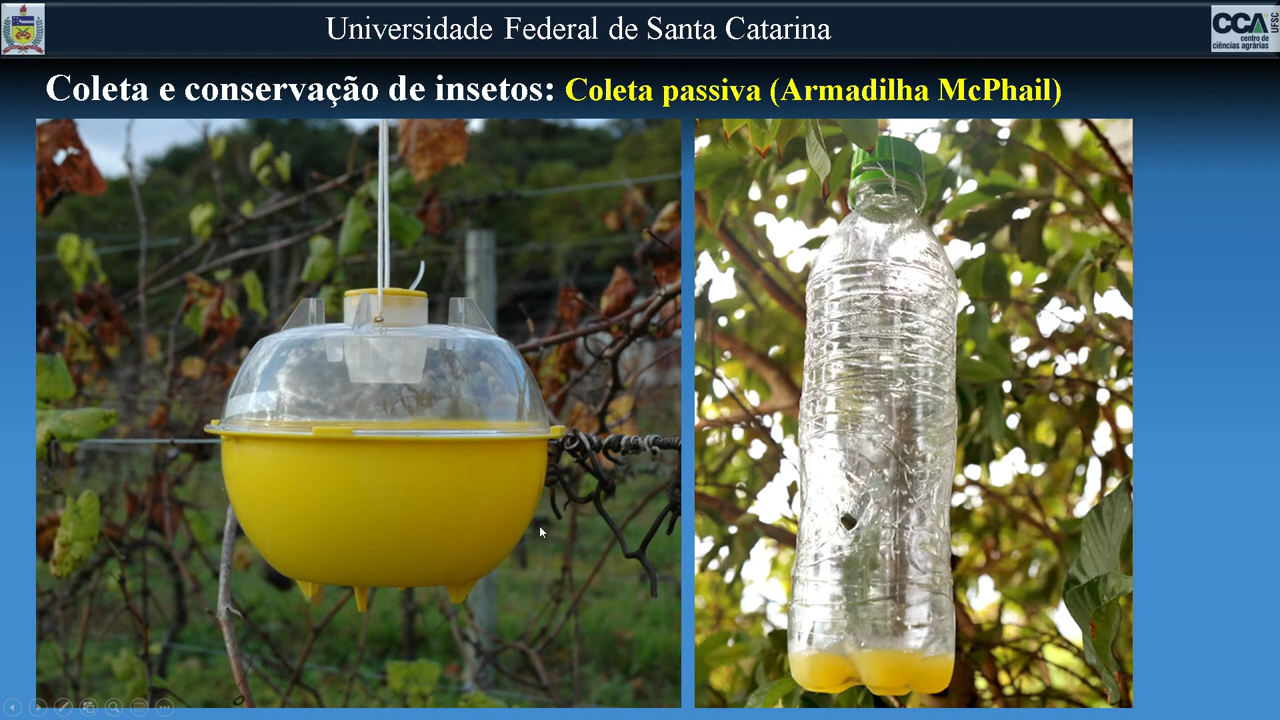 Universidade Federal de Santa Catarina
CCA
UFSC
centro de
ciências agrárias
Coleta e conservação de insetos: Coleta passiva (Armadilha McPhail)